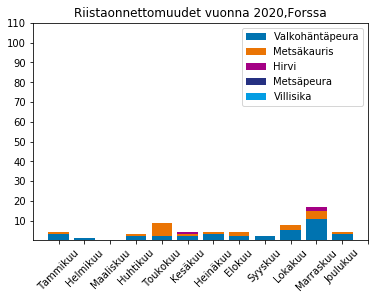 Riistaonnettomuudet vuonna 2020,Forssa
110
100
90
80
70
60
50
40
30
20
10
Valkohäntäpeura
Metsäkauris
Hirvi
Metsäpeura
Villisika
Tammikuu
Helmikuu
Maaliskuu
Huhtikuu
Toukokuu
Kesäkuu
Heinäkuu
Elokuu
Syyskuu
Lokakuu
Marraskuu
Joulukuu